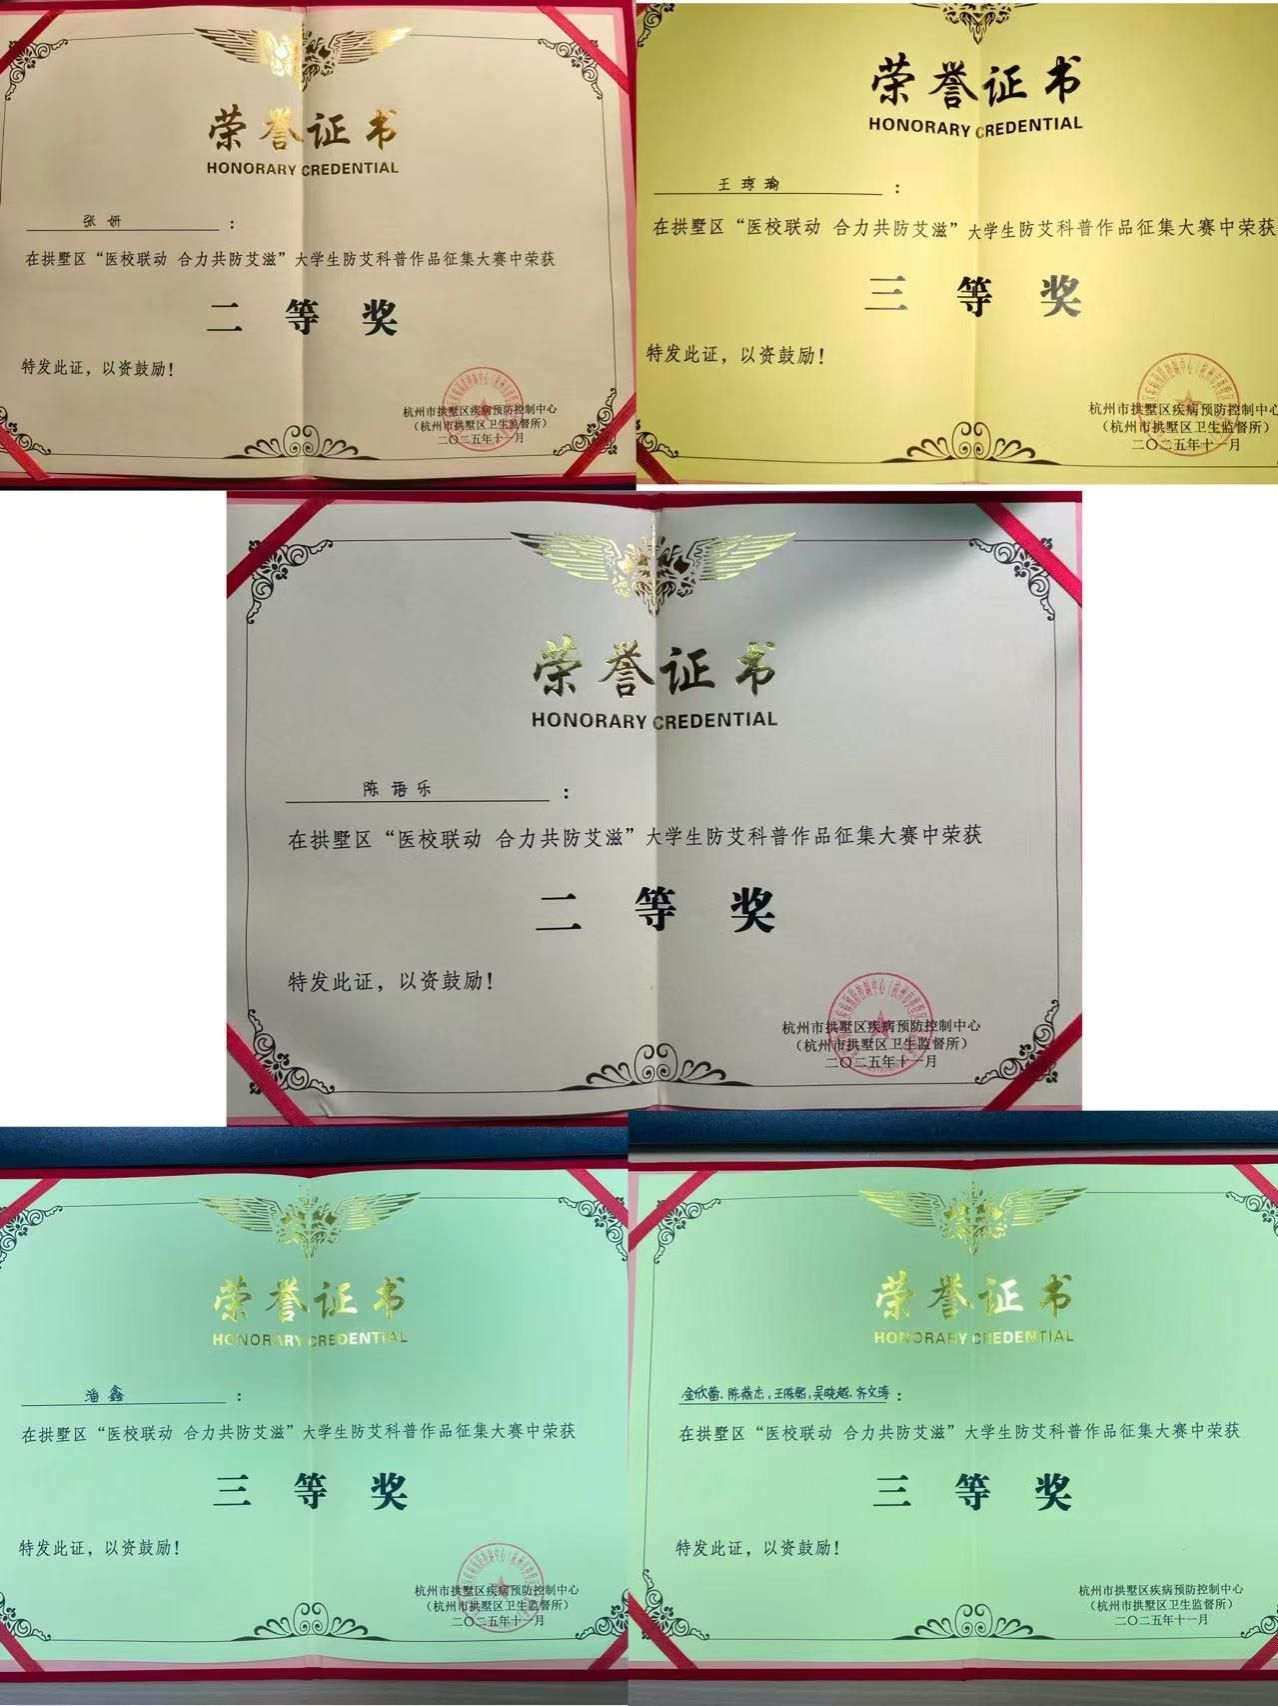 荣誉证书
HONORARY CREDENTIAL
张妍：
在拱墅区“医校联动 合力共防艾滋”大学生防艾科普作品征集大赛中荣获
二等奖
特发此证，以资鼓励！
杭州市拱墅区疾病预防控制中心
（杭州市拱墅区卫生监督所）
二〇二五年十一月
荣誉证书
HONORARY CREDENTIAL
王琼瑜：
在拱墅区“医校联动 合力共防艾滋”大学生防艾科普作品征集大赛中荣获
三等奖
特发此证，以资鼓励！
杭州市拱墅区疾病预防控制中心
（杭州市拱墅区卫生监督所）
二〇二五年十一月
荣誉证书
HONORARY CREDENTIAL
陈语乐：
在拱墅区“医校联动 合力共防艾滋”大学生防艾科普作品征集大赛中荣获
二等奖
特发此证，以资鼓励！
杭州市拱墅区疾病预防控制中心
（杭州市拱墅区卫生监督所）
二〇二五年十一月
荣誉证书
HONORARY CREDENTIAL
潘鑫：
在拱墅区“医校联动 合力共防艾滋”大学生防艾科普作品征集大赛中荣获
三等奖
特发此证，以资鼓励！
杭州市拱墅区疾病预防控制中心
（杭州市拱墅区卫生监督所）
二〇二五年十一月
荣誉证书
HONORARY CREDENTIAL
金欣蕾、陈燕杰，吴晓越、齐文涛：
在拱墅区“医校联动 合力共防艾滋”大学生防艾科普作品征集大赛中荣获
三等奖
特发此证，以资鼓励！
杭州市拱墅区疾病预防控制中心
（杭州市拱墅区卫生监督所）
二〇二五年十一月